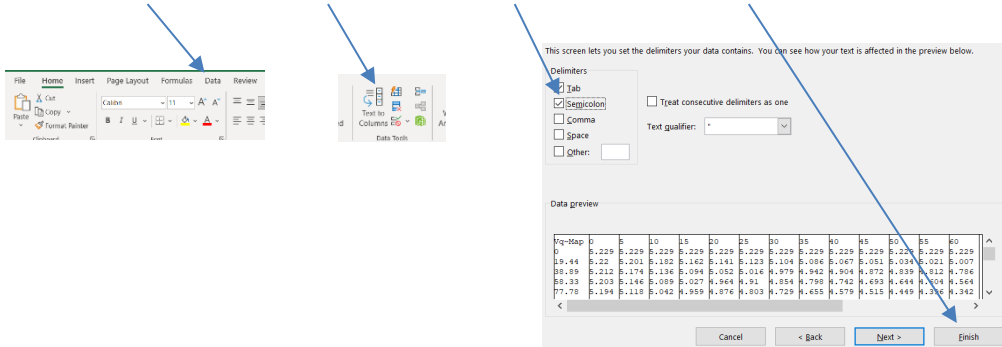 File Home Insert Page Layout Formulas Data Review
Cut
Copy
Paste
Format Painter
Calibri 11 A A
B I U A
Clipboard Font
Text to
Columns
Data Tools
This screen lets you set the delimiters your data contains. You can see how your text is affected in the preview below.
Delimiters
Tab
Semicolon
Comma
Space
Other:
Treat consecutive delimiters as one
Text qualifier: "
Data preview
Vq-Map 0 5 10 15 20 25 30 35 40 45 50 55 60
0 5.229 5.229 5.229 5.229 5.229 5.229 5.229 5.229 5.229 5.229 5.229 5.229 5.229
19.44 5.22 5.201 5.182 5.162 5.141 5.123 5.104 5.086 5.067 5.051 5.034 5.021 5.007
38.89 5.212 5.174 5.136 5.094 5.052 5.016 4.979 4.942 4.904 4.872 4.839 4.812 4.786
58.33 5.203 5.146 5.089 5.027 4.964 4.91 4.854 4.798 4.742 4.693 4.644 4.604 4.564
77.78 5.194 5.118 5.042 4.959 4.876 4.803 4.729 4.655 4.579 4.515 4.449 4.342
Cancel < Back Next > Finish